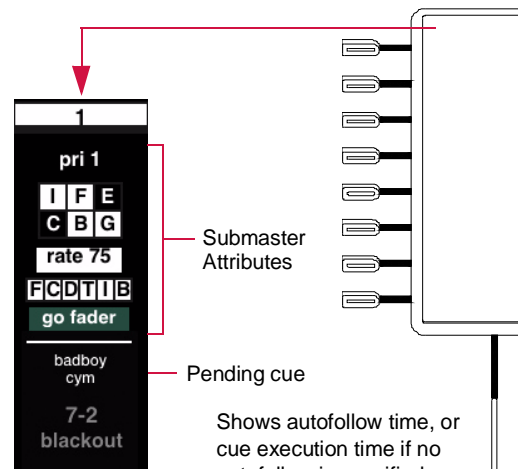 1
pri 1
I F E
C B G
rate 75
F C D T I B
go fader
Submaster
Attributes
badboy
cym
Pending cue
7-2
blackout
Shows autofollow time, or
cue execution time if no